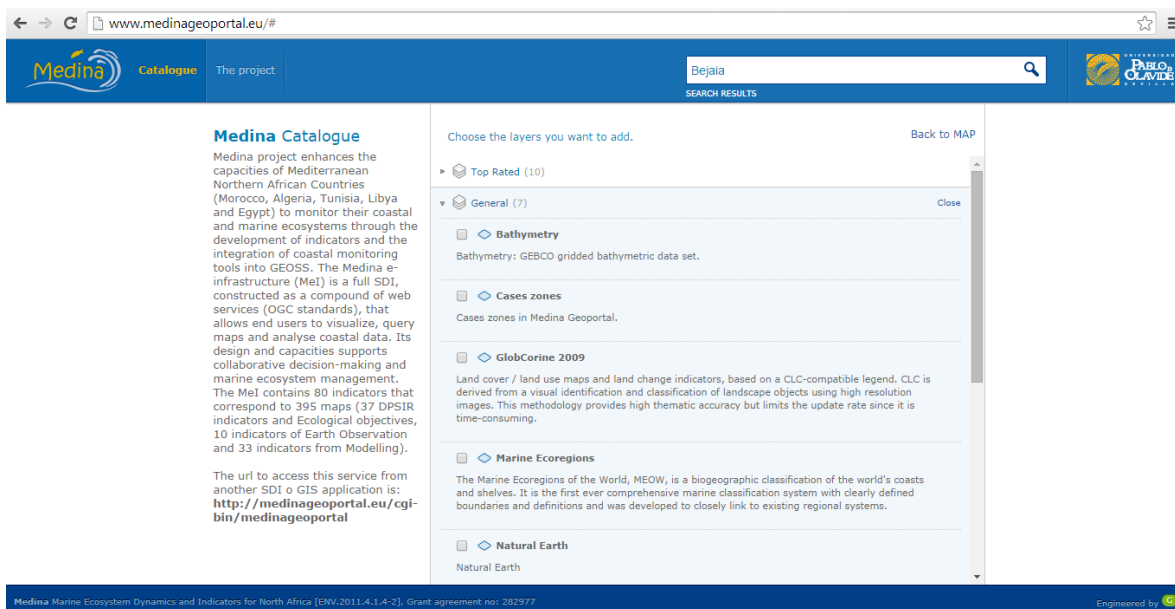 www.medinageoportal.eu/#
Medina
Catalogue
The project
Bejaia
SEARCH RESULTS
UNIVERSIDAD
PABLO DE
OLAVIDE
SEVILLA
Medina Catalogue
Medina project enhances the
capacities of Mediterranean
Northern African Countries
(Morocco, Algeria, Tunisia, Libya
and Egypt) to monitor their coastal
and marine ecosystems through the
development of indicators and the
integration of coastal monitoring
tools into GEOSS. The Medina e-
infrastructure (MeI) is a full SDI,
constructed as a compound of web
services (OGC standards), that
allows end users to visualize, query
maps and analyse coastal data. Its
design and capacities supports
collaborative decision-making and
marine ecosystem management.
The MeI contains 80 indicators that
correspond to 395 maps (37 DPSIR
indicators and Ecological objectives,
10 indicators of Earth Observation
and 33 indicators from Modelling).
The url to access this service from
another SDI o GIS application is:
http://medinageoportal.eu/cgi-
bin/medinageoportal
Choose the layers you want to add.
Back to MAP
Top Rated (10)
General (7)
Close
Bathymetry
Bathymetry: GEBCO gridded bathymetric data set.
Cases zones
Cases zones in Medina Geoportal.
GlobCorine 2009
Land cover / land use maps and land change indicators, based on a CLC-compatible legend. CLC is
derived from a visual identification and classification of landscape objects using high resolution
images. This methodology provides high thematic accuracy but limits the update rate since it is
time-consuming.
Marine Ecoregions
The Marine Ecoregions of the World, MEOW, is a biogeographic classification of the world's coasts
and shelves. It is the first ever comprehensive marine classification system with clearly defined
boundaries and definitions and was developed to closely link to existing regional systems.
Natural Earth
Natural Earth
Medina Marine Ecosystem Dynamics and Indicators for North Africa [ENV.2011.4.1.4-2], Grant agreement no: 282977
Engineered by